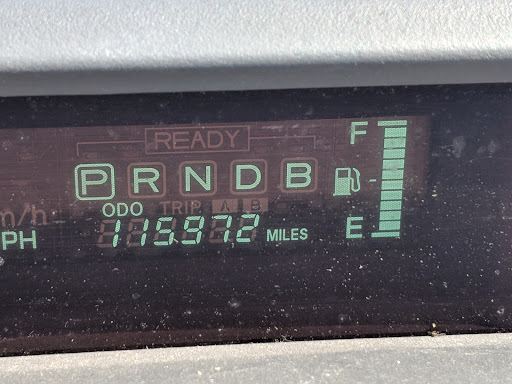 READY
F
P R N D B
m/h
ODO TRIP A B
PH 115972 MILES E